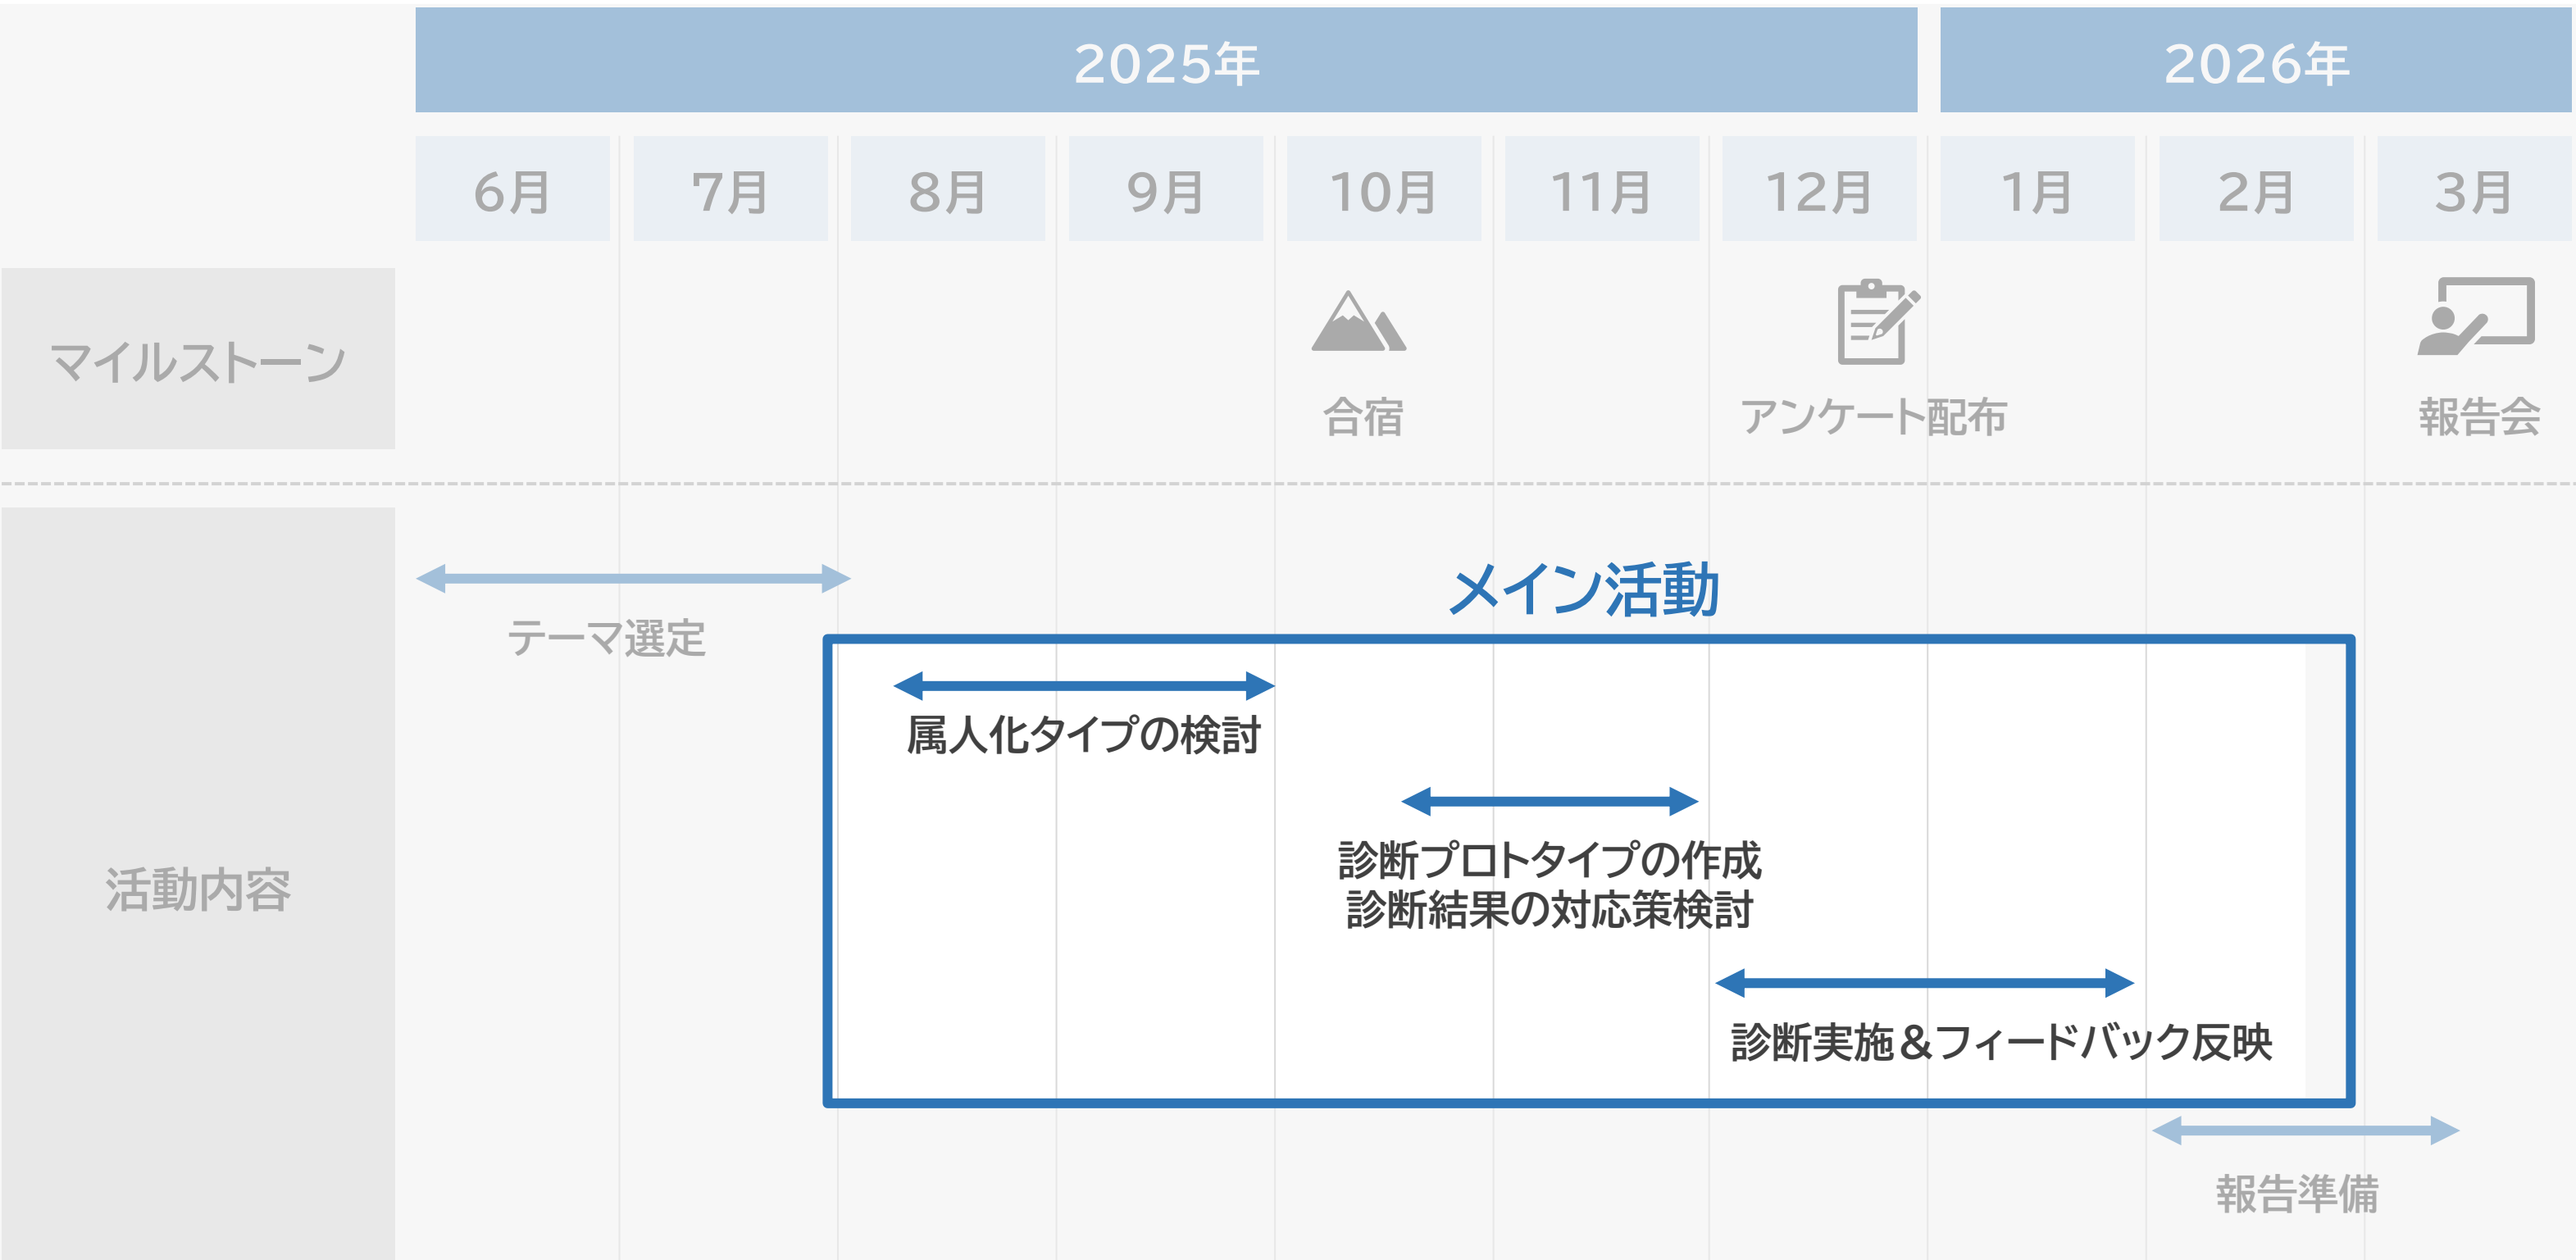 2025年
2026年
6月
7月
8月
9月
10月
11月
12月
1月
2月
3月
マイルストーン
合宿
アンケート配布
報告会
活動内容
テーマ選定
メイン活動
属人化タイプの検討
診断プロトタイプの作成
診断結果の対応策検討
診断実施&フィードバック反映
報告準備